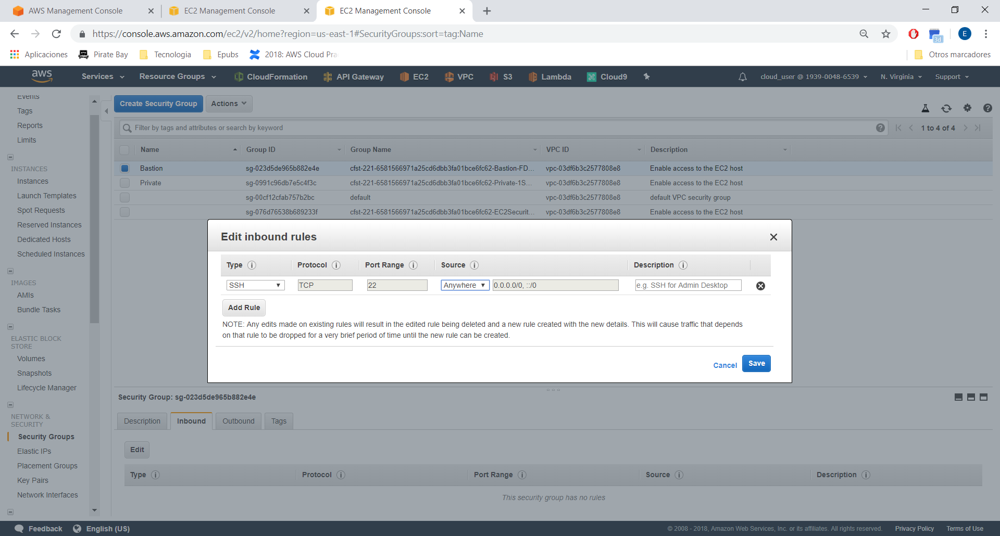 AWS Management Console
EC2 Management Console
EC2 Management Console
https://console.aws.amazon.com/ec2/v2/home?region=us-east-1#SecurityGroups:sort=tag:Name
3d
E
Aplicaciones
Pirate Bay
Tecnologia
Epubs
2018: AWS Cloud Pra
Otros marcadores
aws
Services
Resource Groups
CloudFormation
API Gateway
EC2
VPC
S3
Lambda
Cloud9
cloud_user @ 1939-0048-6539
N. Virginia
Support
Events
Tags
Reports
Limits
INSTANCES
Instances
Launch Templates
Spot Requests
Reserved Instances
Dedicated Hosts
Scheduled Instances
IMAGES
AMIs
Bundle Tasks
ELASTIC BLOCK
STORE
Volumes
Snapshots
Lifecycle Manager
NETWORK &
SECURITY
Security Groups
Elastic IPs
Placement Groups
Key Pairs
Network Interfaces
Create Security Group
Actions
Filter by tags and attributes or search by keyword
1 to 4 of 4
Name Group ID Group Name VPC ID Description
Bastion sg-023d5de965b882e4e cfst-221-6581566971a25cd6dbb3fa01bce6fc62-Bastion-FD... vpc-03df6b3c2577808e8 Enable access to the EC2 host
Private sg-0991c96db7e5c4f3c cfst-221-6581566971a25cd6dbb3fa01bce6fc62-Private-1S... vpc-03df6b3c2577808e8 Enable access to the EC2 host
sg-00cf12cfab757b2bc default vpc-03df6b3c2577808e8 default VPC security group
sg-076d76538b689233f cfst-221-6581566971a25cd6dbb3fa01bce6fc62-EC2Securit... vpc-03df6b3c2577808e8 Enable access to the EC2 host
Edit inbound rules
Type Protocol Port Range Source Description
SSH TCP 22 Anywhere 0.0.0.0/0, ::/0 e.g. SSH for Admin Desktop
Add Rule
NOTE: Any edits made on existing rules will result in the edited rule being deleted and a new rule created with the new details. This will cause traffic that depends
on that rule to be dropped for a very brief period of time until the new rule can be created.
Cancel
Save
Security Group: sg-023d5de965b882e4e
Description
Inbound
Outbound
Tags
Edit
Type Protocol Port Range Source Description
This security group has no rules
Feedback
English (US)
© 2008 - 2018, Amazon Web Services, Inc. or its affiliates. All rights reserved.
Privacy Policy
Terms of Use